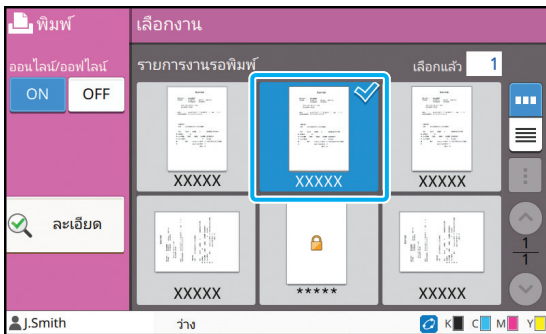 พิมพ์
เลือกงาน
ออนไลน์/ออฟไลน์
ON OFF
รายการงานรอพิมพ์
เลือกแล้ว 1
XXXXX XXXXX XXXXX
ละเอียด
1
1
XXXXX ***** XXXXX
J.Smith
ว่าง
K C M Y